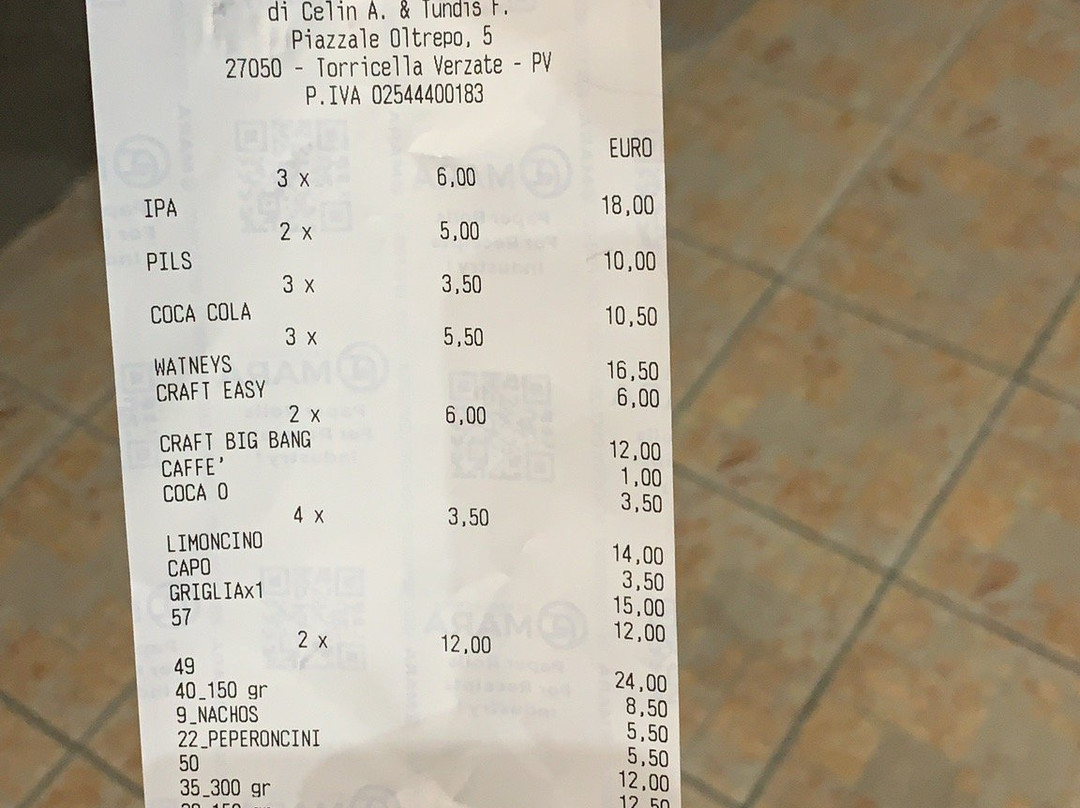 di Celin A. & Tundis F.
Piazzale Oltrepo, 5
27050 - Torricella Verzate - PV
P.IVA 02544400183
EURO
3 x 6,00
IPA 18,00
2 x 5,00
PILS 10,00
3 x 3,50
COCA COLA 10,50
3 x 5,50
WATNEYS 16,50
CRAFT EASY 6,00
2 x 6,00
CRAFT BIG BANG 12,00
CAFFE' 1,00
COCA 0 3,50
4 x 3,50
LIMONCINO 14,00
CAPO 3,50
GRIGLIAx1 15,00
57 12,00
2 x 12,00
49 24,00
40_150 gr 8,50
9_NACHOS 5,50
22_PEPERONCINI 5,50
50 12,00
35_300 gr 12,50